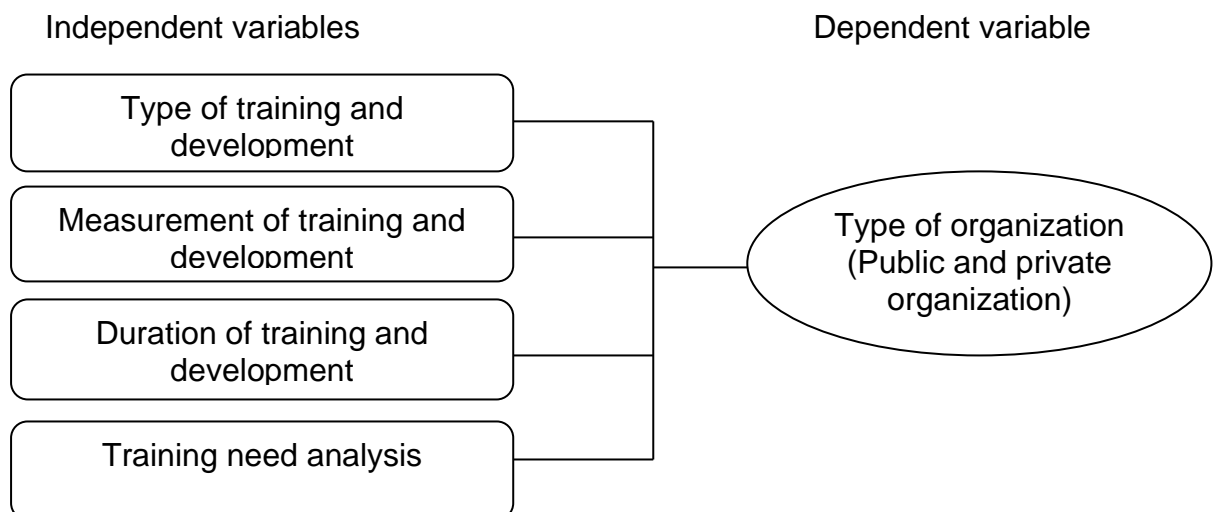 Independent variables
Dependent variable
Type of training and
development
Measurement of training and
development
Duration of training and
development
Training need analysis
Type of organization
(Public and private
organization)